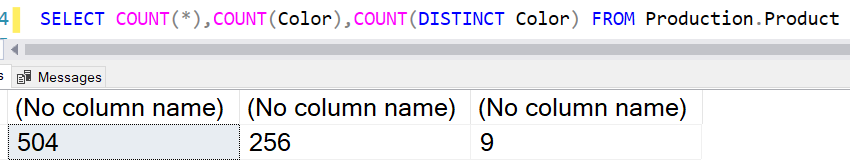 4 SELECT COUNT(*),COUNT(Color),COUNT(DISTINCT Color) FROM Production.Product
s Messages
(No column name) (No column name) (No column name)
504 256 9